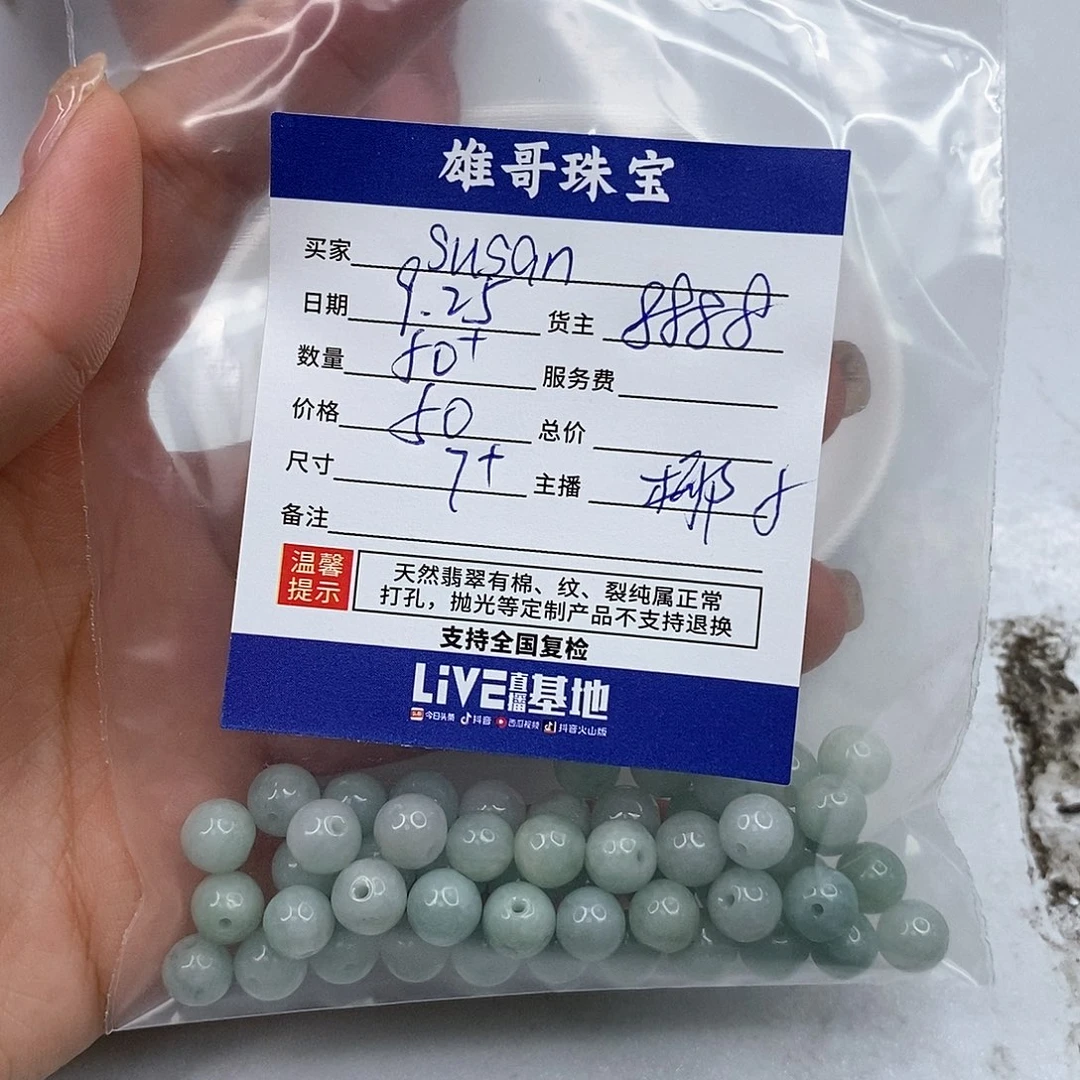 雄哥珠宝
买家 susan
日期 9.25 货主 8888
数量 50+ 服务费
价格 50 总价
尺寸 7+ 主播 椰子
备注
温馨提示
天然翡翠有棉、纹、裂纯属正常
打孔，抛光等定制产品不支持退换
支持全国复检
LIVE直播基地
今日头条 抖音 西瓜视频 抖音火山版